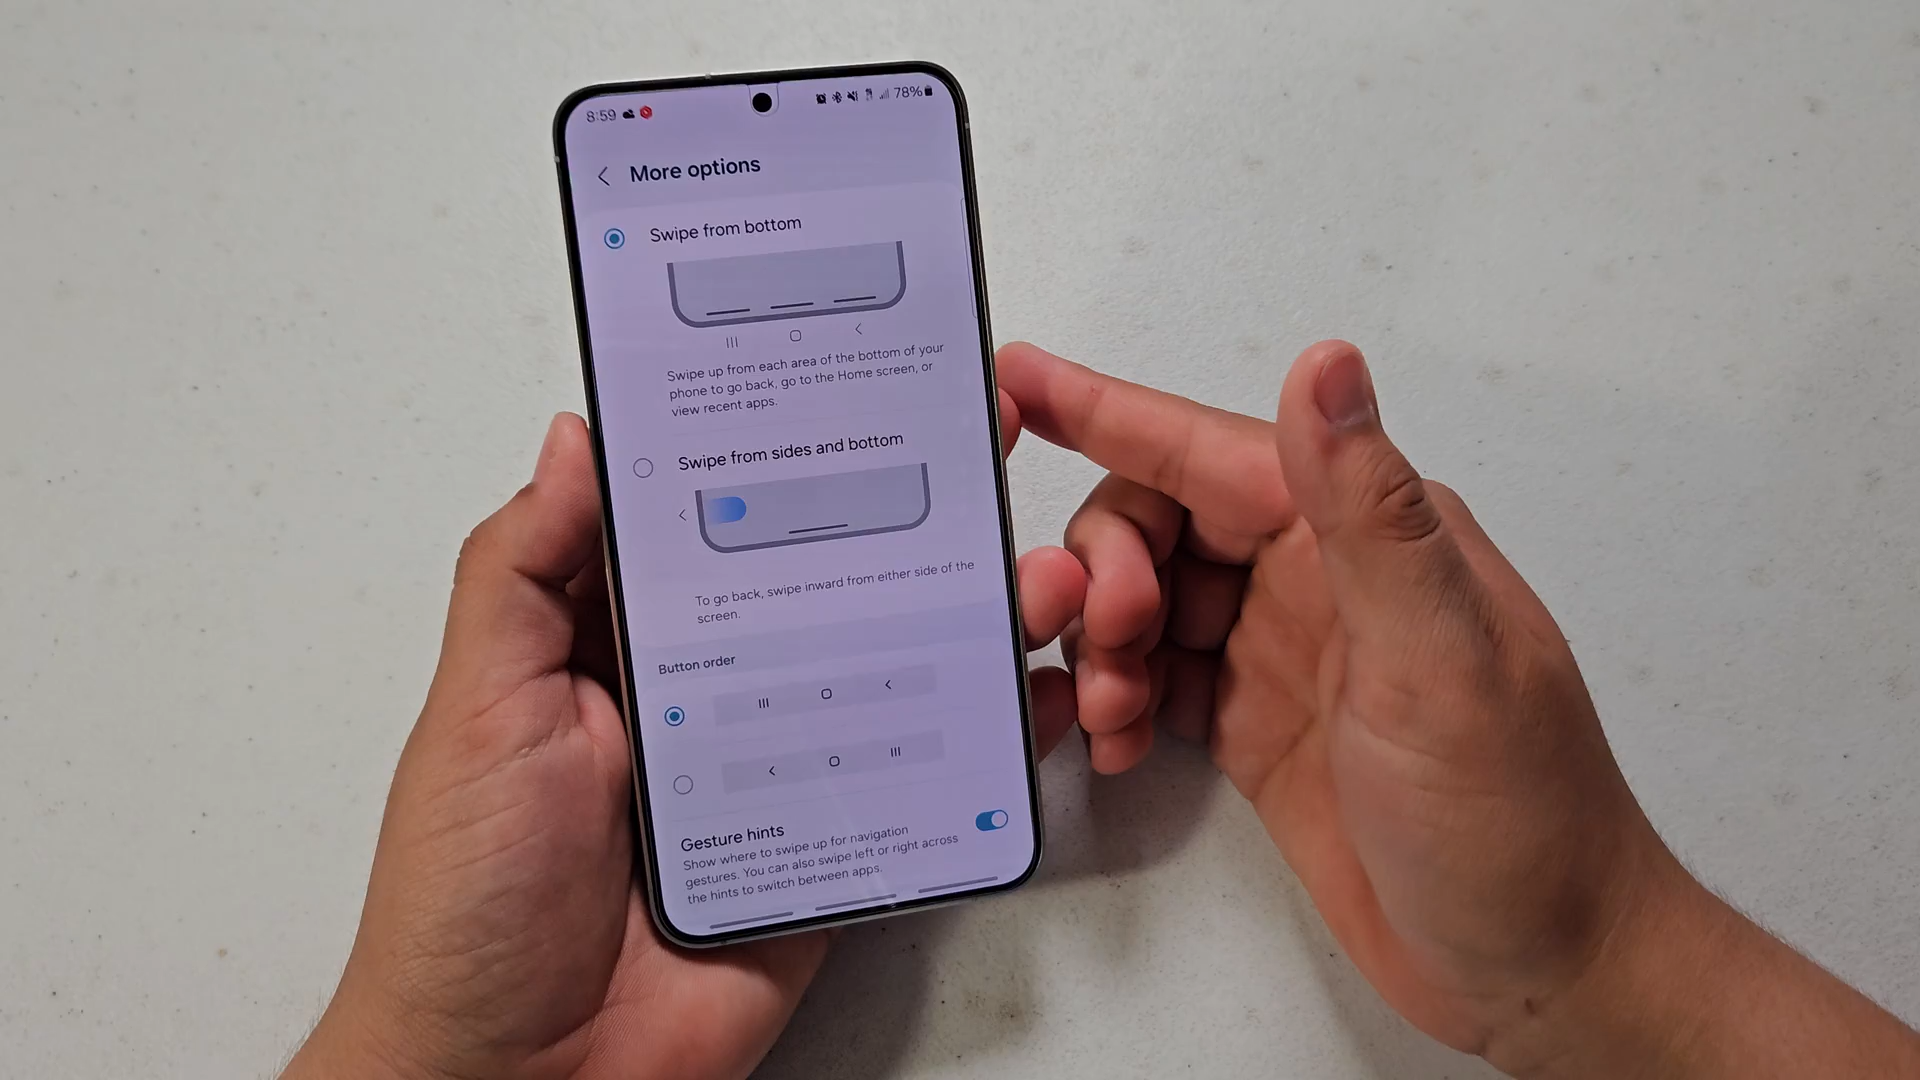 8:59
78%
More options
Swipe from bottom
Swipe up from each area of the bottom of your
phone to go back, go to the Home screen, or
view recent apps.
Swipe from sides and bottom
To go back, swipe inward from either side of the
screen.
Button order
Gesture hints
Show where to swipe up for navigation
gestures. You can also swipe left or right across
the hints to switch between apps.